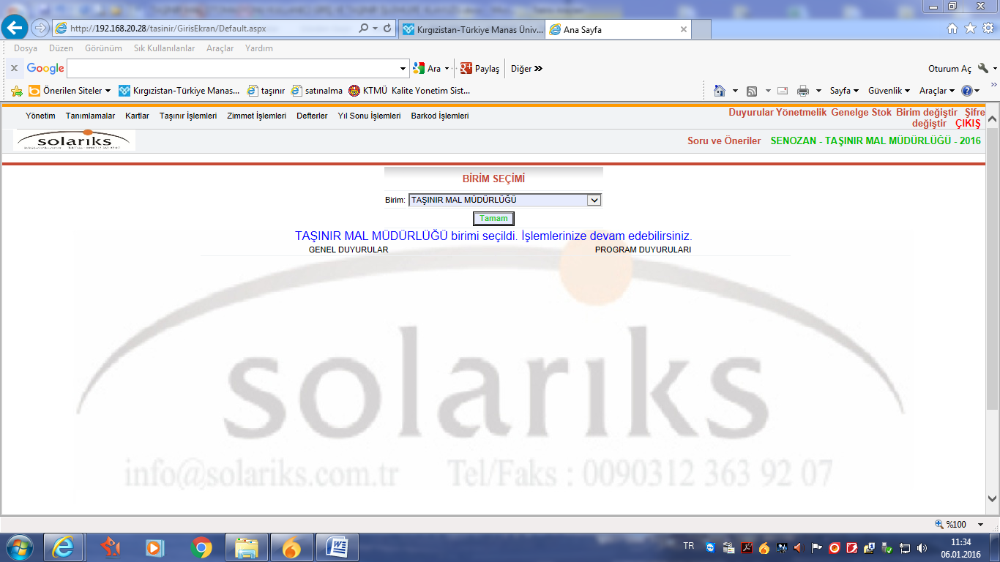 http://192.168.20.28/tasinir/GirisEkran/Default.aspx
Kırgızistan-Türkiye Manas Üniv...
Ana Sayfa
Dosya Düzen Görünüm Sık Kullanılanlar Araçlar Yardım
x Google Ara Paylaş Diğer »
Oturum Aç
Önerilen Siteler Kırgızistan-Türkiye Manas... taşınır satınalma KTMÜ Kalite Yonetim Sist...
Sayfa Güvenlik Araçlar
Yönetim Tanımlamalar Kartlar Taşınır İşlemleri Zimmet İşlemleri Defterler Yıl Sonu İşlemleri Barkod İşlemleri
Duyurular Yönetmelik Genelge Stok Birim değiştir Şifre
değiştir ÇIKIŞ
solarıks
Soru ve Öneriler SENOZAN - TAŞINIR MAL MÜDÜRLÜĞÜ - 2016
BİRİM SEÇİMİ
Birim: TAŞINIR MAL MÜDÜRLÜĞÜ
Tamam
TAŞINIR MAL MÜDÜRLÜĞÜ birimi seçildi. İşlemlerinize devam edebilirsiniz.
GENEL DUYURULAR PROGRAM DUYURULARI
solarıks
info@solariks.com.tr Tel/Faks : 0090312 363 92 07
%100
TR
11:34
06.01.2016